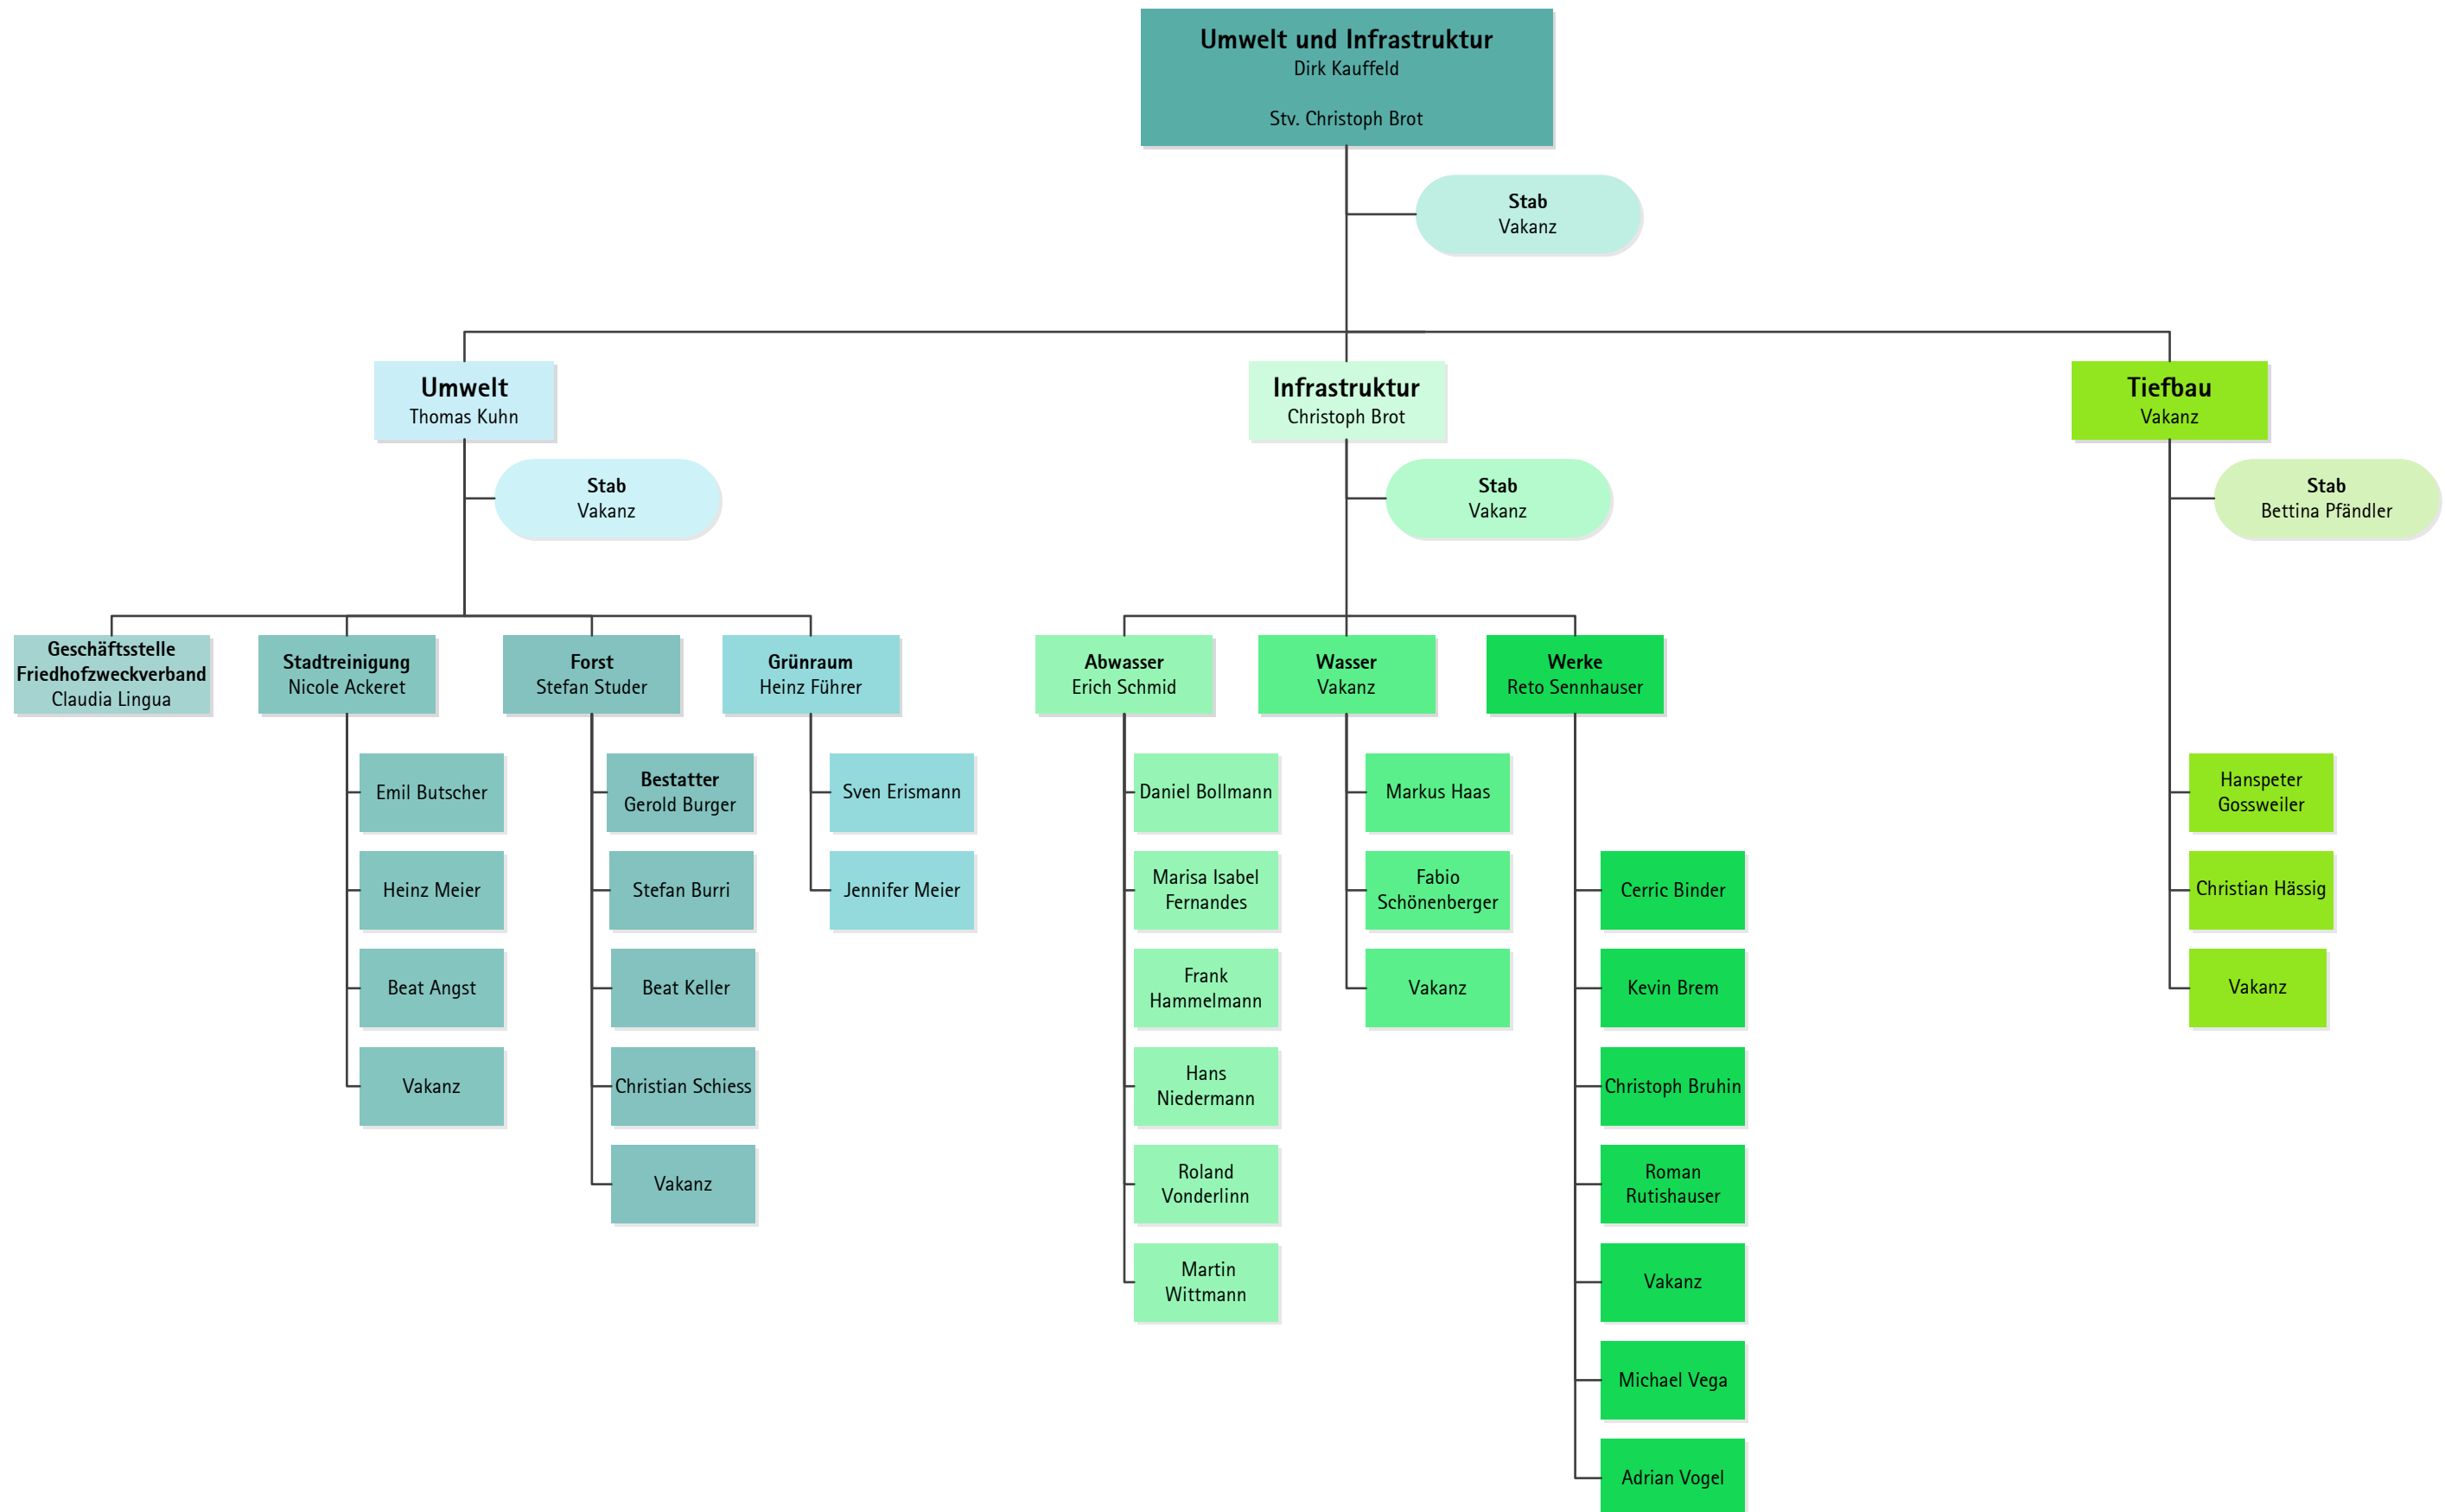 Umwelt und Infrastruktur
Dirk Kauffeld
Stv. Christoph Brot
Stab
Vakanz
Umwelt
Thomas Kuhn
Infrastruktur
Christoph Brot
Tiefbau
Vakanz
Stab
Vakanz
Stab
Vakanz
Stab
Bettina Pfändler
Geschäftsstelle
Friedhofzweckverband
Claudia Lingua
Stadtreinigung
Nicole Ackeret
Forst
Stefan Studer
Grünraum
Heinz Führer
Abwasser
Erich Schmid
Wasser
Vakanz
Werke
Reto Sennhauser
Emil Butscher
Heinz Meier
Beat Angst
Vakanz
Bestatter
Gerold Burger
Stefan Burri
Beat Keller
Christian Schiess
Vakanz
Sven Erismann
Jennifer Meier
Daniel Bollmann
Marisa Isabel
Fernandes
Frank
Hammelmann
Hans
Niedermann
Roland
Vonderlinn
Martin
Wittmann
Markus Haas
Fabio
Schönenberger
Vakanz
Cerric Binder
Kevin Brem
Christoph Bruhin
Roman
Rutishauser
Vakanz
Michael Vega
Adrian Vogel
Hanspeter
Gossweiler
Christian Hässig
Vakanz